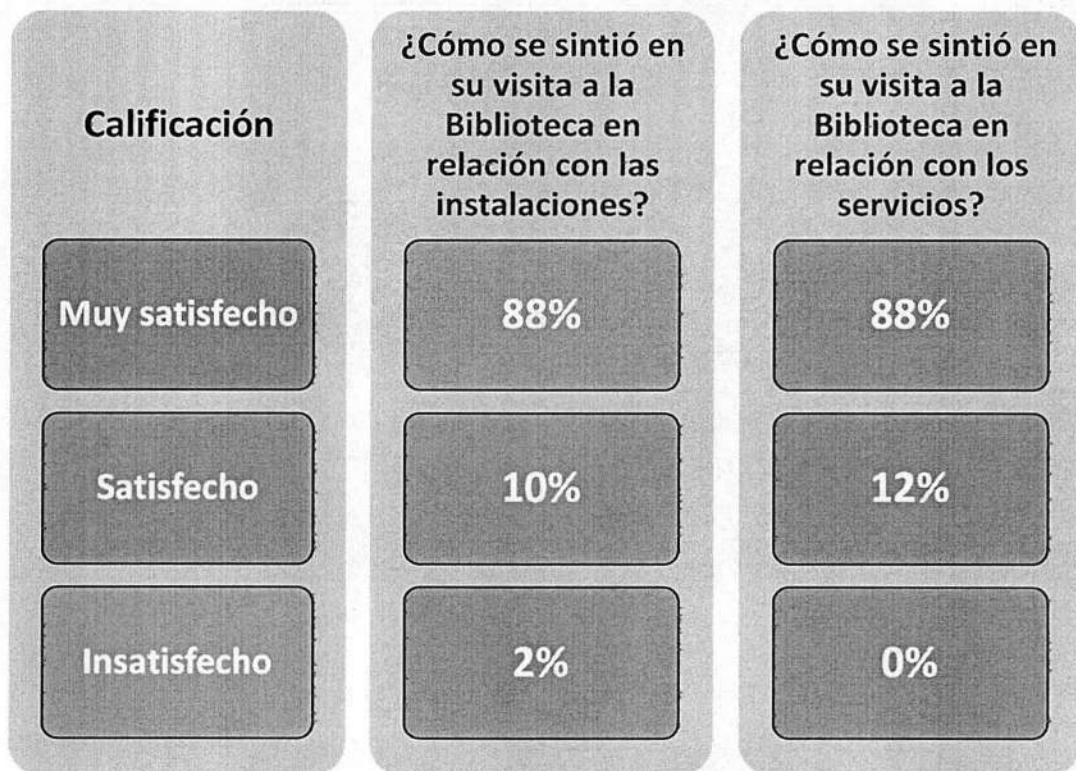 Calificación
¿Cómo se sintió en
su visita a la
Biblioteca en
relación con las
instalaciones?
¿Cómo se sintió en
su visita a la
Biblioteca en
relación con los
servicios?
Muy satisfecho
88%
88%
Satisfecho
10%
12%
Insatisfecho
2%
0%